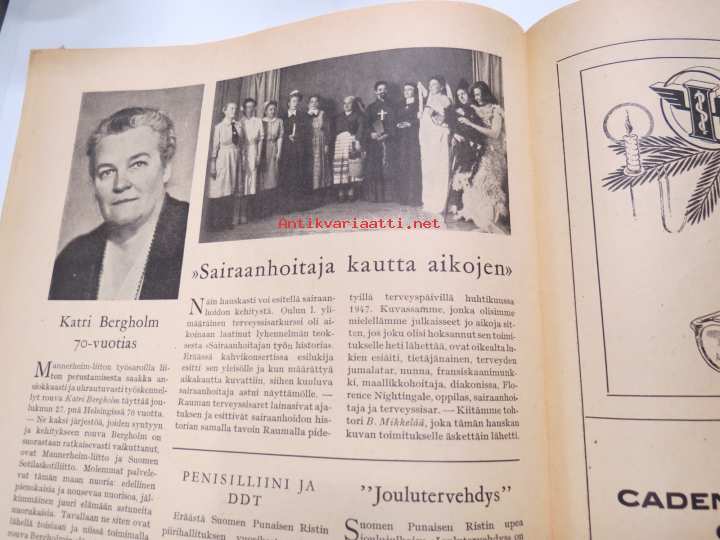 Antikvariaatti.net
Katri Bergholm
70-vuotias
Mannerheim-liiton työsaroilla lii-
ton perustamisesta saakka an-
siokkaasti ja uhrautuvasti työskennel-
lyt rouva Katri Bergholm täyttää jou-
lukuun 27. pnä Helsingissä 70 vuotta.
— Ne kaksi järjestöä, joiden syntyyn
ja kehitykseen rouva Bergholm on
suorastaan ratkaisevasti vaikuttanut,
ovat Mannerheim-liitto ja Suomen
Sotilaskotiliitto. Molemmat palvele-
vat tämän maan nuoria: edellinen
pienokaisia ja nousevaa nuorisoa, jäl-
kimmäinen juuri elämään astuneita
nuorukaisia. Tavallaan ne siten ovat
lähellä toisiaan ja niissä toimimalla
»Sairaanhoitaja kautta aikojen»
Näin hauskasti voi esitellä sairaan-
hoidon kehitystä. Oulun I. yli-
määräinen terveyssisarkurssi oli ai-
koinaan laatinut lyhennelmän teok-
sesta »Sairaanhoitajan työn historia».
Eräässä kahvikonsertissa esilukija
esitti sen yleisölle ja kun määrättyä
aikakautta kuvattiin, siihen kuuluva
sairaanhoitaja astui näyttämölle. —
Rauman terveyssisaret lainasivat aja-
tuksen ja esittivät sairaanhoidon his-
torian samalla tavoin Raumalla pide-
tyillä terveyspäivillä huhtikuussa
1947. Kuvassamme, jonka olisimme
mielellämme julkaisseet jo aikoja sit-
ten, jos joku olisi hoksannut sen toimi-
tukselle heti lähettää, ovat oikealta lu-
kien esiäiti, tietäjänainen, terveyden
jumalatar, nunna, fransiskaanimun-
ki, maallikkohoitaja, diakonissa, Flo-
rence Nightingale, oppilas, sairaanhoi-
taja ja terveyssisar. — Kiitämme toh-
tori B. Mikkelää, joka tämän hauskan
kuvan toimitukselle äskettäin lähetti.
PENISILLIINI JA
DDT
Eräästä Suomen Punaisen Ristin
"Joulutervehdys"
Suomen Punaisen Ristin upea
CADEN